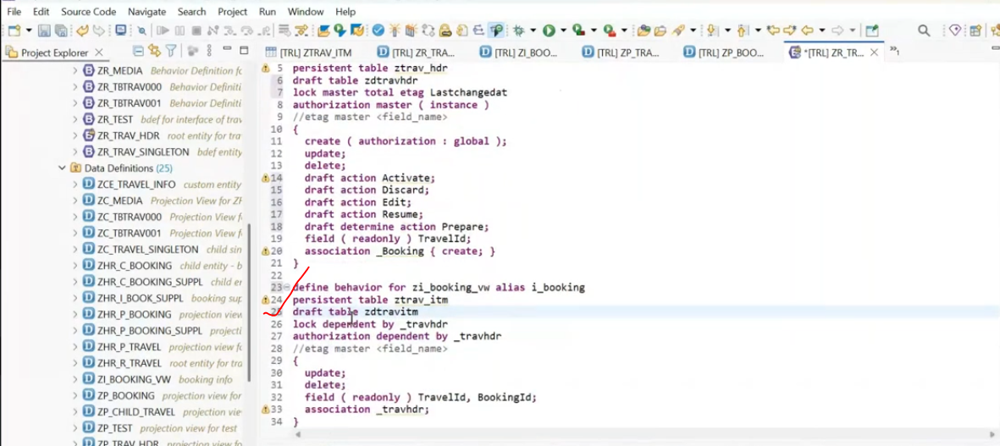 File Edit Source Code Navigate Search Project Run Window Help
Project Explorer
ZR_MEDIA Behavior Definition fo
ZR_TBTRAV000 Behavior Definiti
ZR_TBTRAV001 Behavior Definiti
ZR_TEST bdef for interface of trav
ZR_TRAV_HDR root entity for tra
ZR_TRAV_SINGLETON bdef entity
Data Definitions (25)
ZCE_TRAVEL_INFO custom entity
ZC_MEDIA Projection View for ZF
ZC_TBTRAV000 Projection View f
ZC_TBTRAV001 Projection View f
ZC_TRAVEL_SINGLETON child sin
ZHR_C_BOOKING child entity - b
ZHR_C_BOOKING_SUPPL child er
ZHR_I_BOOK_SUPPL booking sup
ZHR_P_BOOKING projection view
ZHR_P_BOOKING_SUPPL projecti
ZHR_P_TRAVEL projection view fo
ZHR_R_TRAVEL root entity for tra
ZI_BOOKING_VW booking info
ZP_BOOKING projection view for
ZP_CHILD_TRAVEL projection vie
ZP_TEST projection view for test
ZP_TRAV_HDR projection view fo
[TRL] ZTRAV_ITM [TRL] ZR_TRA... [TRL] ZI_BOO... [TRL] ZP_TRA... [TRL] ZP_BOO... *[TRL] ZR_TR... »1
5 persistent table ztrav_hdr
6 draft table zdtravhdr
7 lock master total etag Lastchangedat
8 authorization master ( instance )
9 //etag master <field_name>
10 {
11 create ( authorization : global );
12 update;
13 delete;
14 draft action Activate;
15 draft action Discard;
16 draft action Edit;
17 draft action Resume;
18 draft determine action Prepare;
19 field ( readonly ) TravelId;
20 association _Booking { create; }
21 }
22
23 define behavior for zi_booking_vw alias i_booking
24 persistent table ztrav_itm
25 draft table zdtravitm
26 lock dependent by _travhdr
27 authorization dependent by _travhdr
28 //etag master <field_name>
29 {
30 update;
31 delete;
32 field ( readonly ) TravelId, BookingId;
33 association _travhdr;
34 }